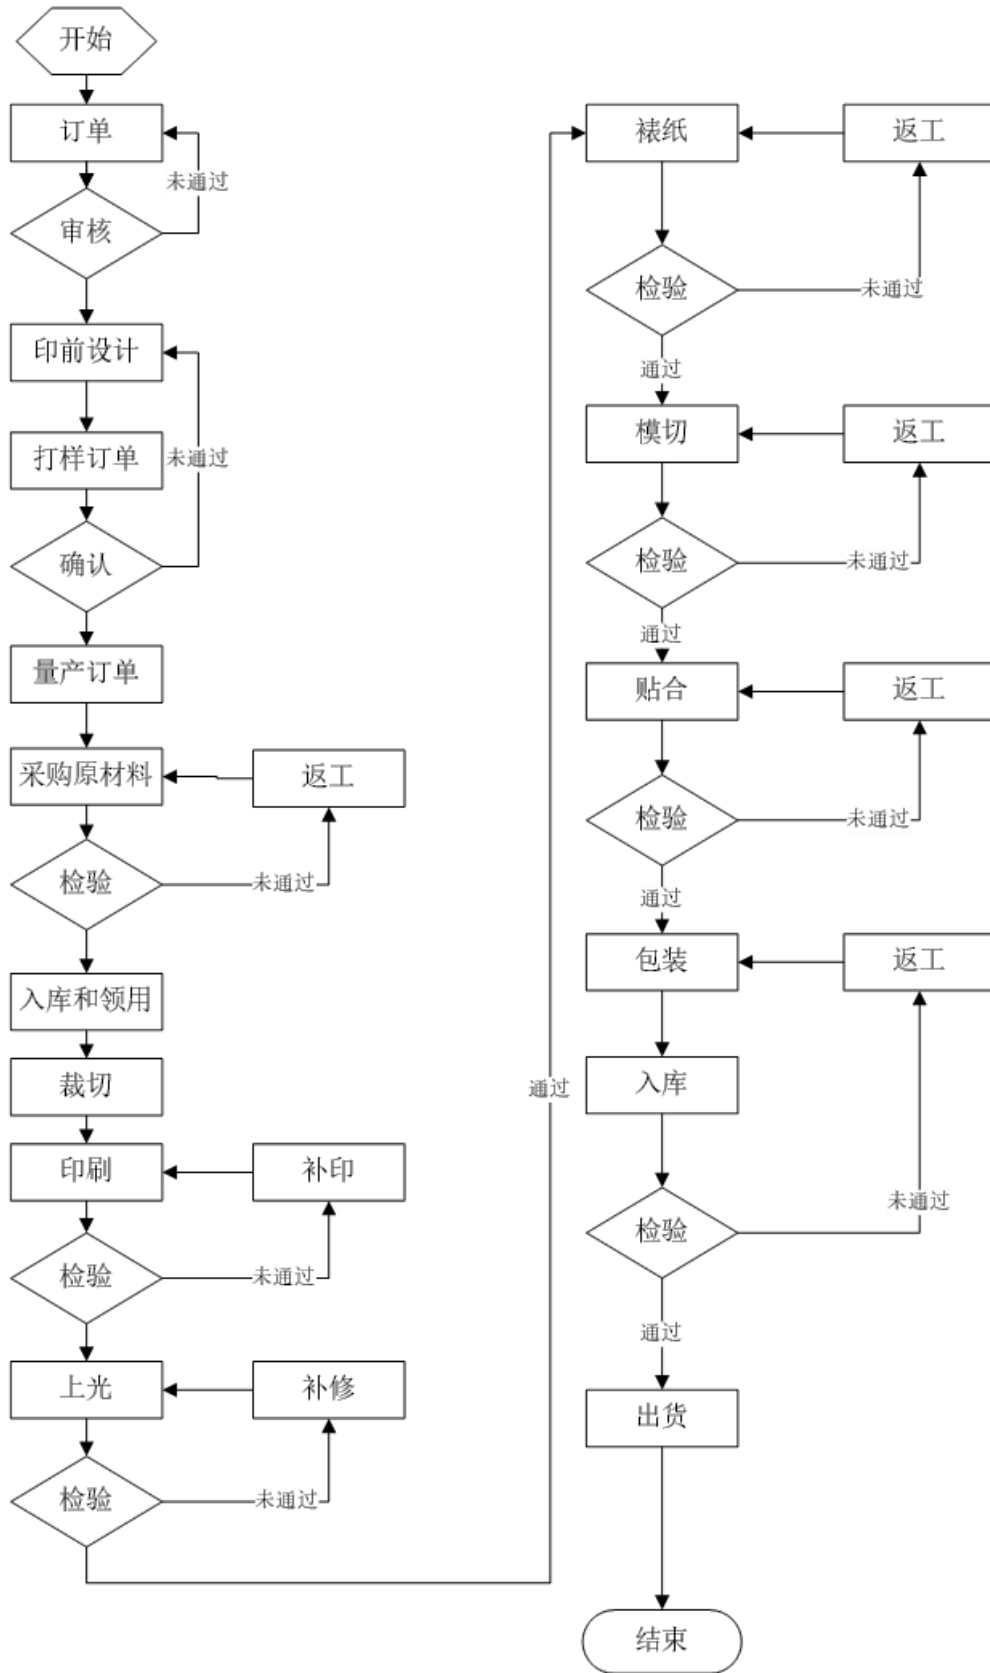 开始
订单
未通过
审核
印前设计
打样订单
未通过
确认
量产订单
采购原材料
返工
检验
未通过
入库和领用
裁切
印刷
补印
检验
未通过
上光
补修
检验
未通过
通过
裱纸
返工
检验
未通过
通过
模切
返工
检验
未通过
通过
贴合
返工
检验
未通过
通过
包装
返工
入库
未通过
检验
通过
出货
结束